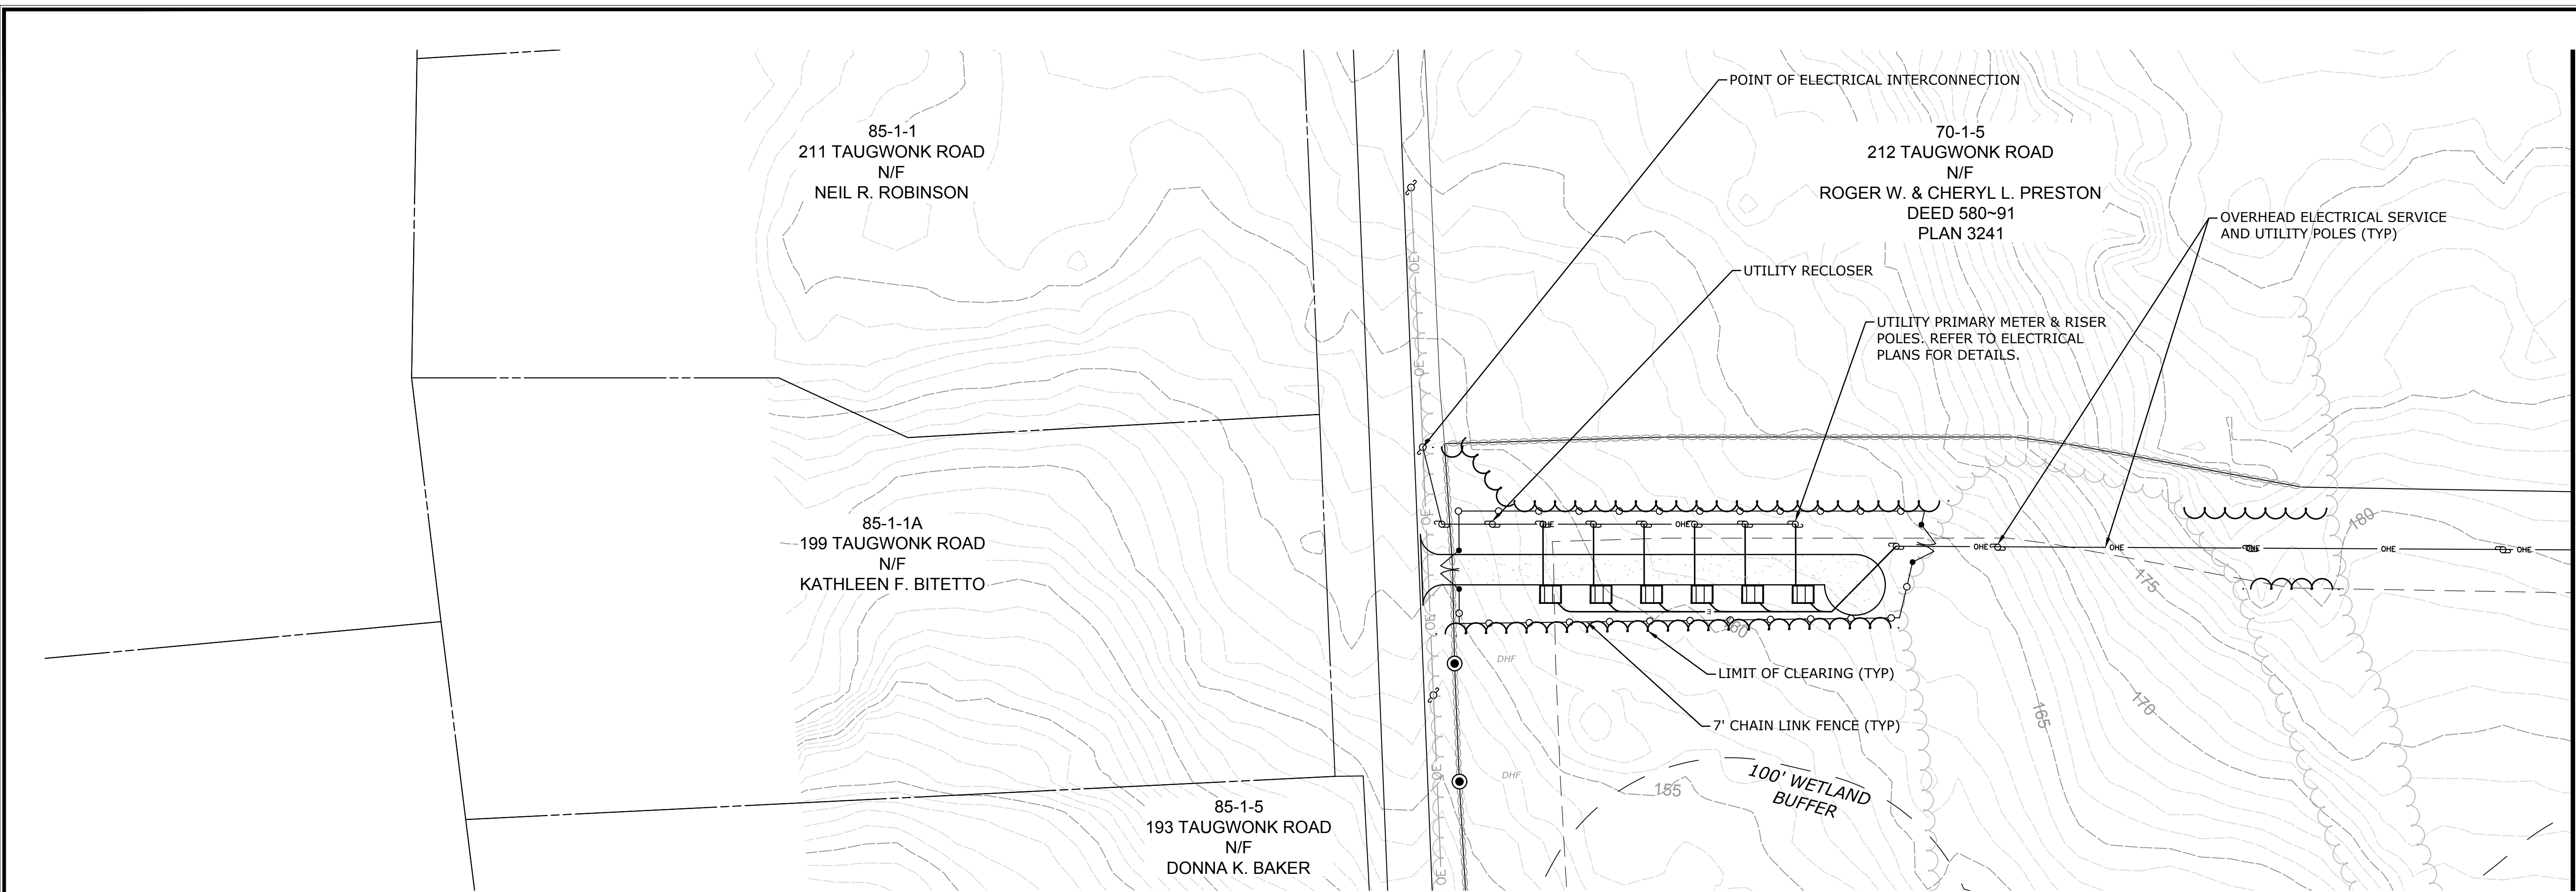 POINT OF ELECTRICAL INTERCONNECTION
85-1-1
211 TAUGWONK ROAD
N/F
NEIL R. ROBINSON
70-1-5
212 TAUGWONK ROAD
N/F
ROGER W. & CHERYL L. PRESTON
DEED 580~91
PLAN 3241
OVERHEAD ELECTRICAL SERVICE
AND UTILITY POLES (TYP)
UTILITY RECLOSER
UTILITY PRIMARY METER & RISER
POLES. REFER TO ELECTRICAL
PLANS FOR DETAILS.
OEY
OEY
85-1-1A
199 TAUGWONK ROAD
N/F
KATHLEEN F. BITETTO
OHE
OHE
OHE
OHE
OHE
OHE
180
175
E
160
DHF
LIMIT OF CLEARING (TYP)
170
165
7' CHAIN LINK FENCE (TYP)
DHF
155
100' WETLAND
BUFFER
85-1-5
193 TAUGWONK ROAD
N/F
DONNA K. BAKER